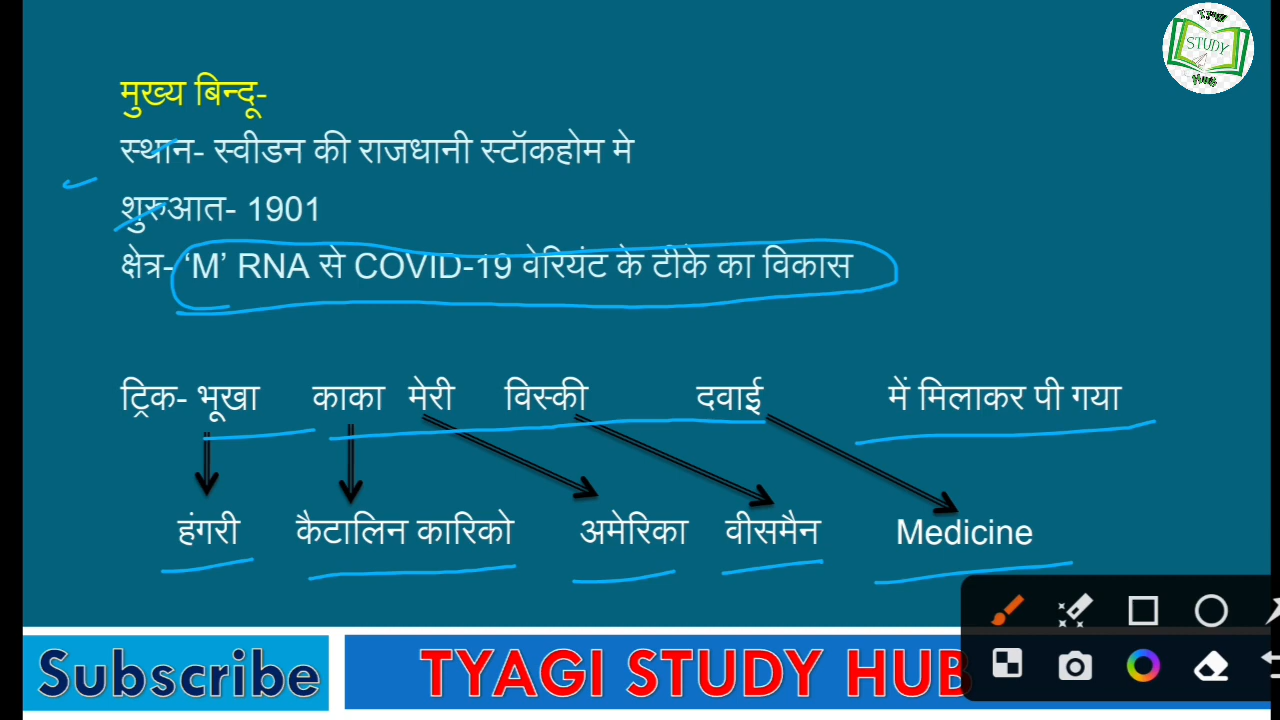 STUDY
मुख्य बिन्दू-
स्थान- स्वीडन की राजधानी स्टॉकहोम मे
शुरुआत- 1901
क्षेत्र- ‘M’ RNA से COVID-19 वेरियंट के टीके का विकास
ट्रिक- भूखा काका मेरी विस्की दवाई में मिलाकर पी गया
हंगरी कैटालिन कारिको अमेरिका वीसमैन Medicine
Subscribe TYAGI STUDY HUB